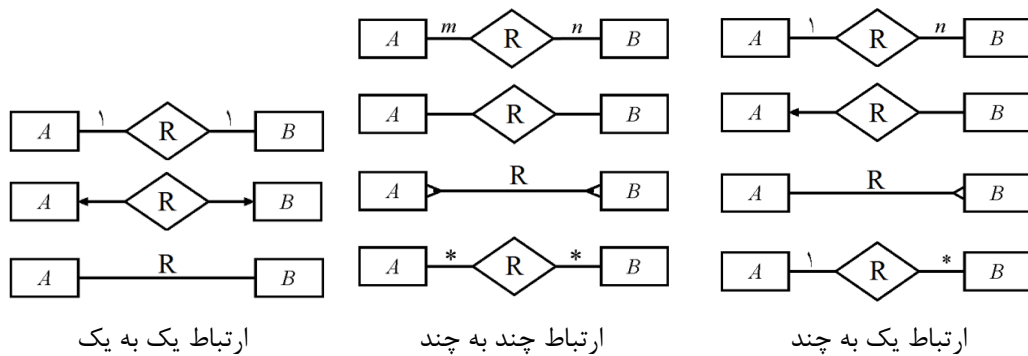 A ۱ R n B
A R B
A R B
A ۱ R * B
ارتباط یک به چند
A m R n B
A R B
A R B
A * R * B
ارتباط چند به چند
A ۱ R ۱ B
A R B
A R B
ارتباط یک به یک